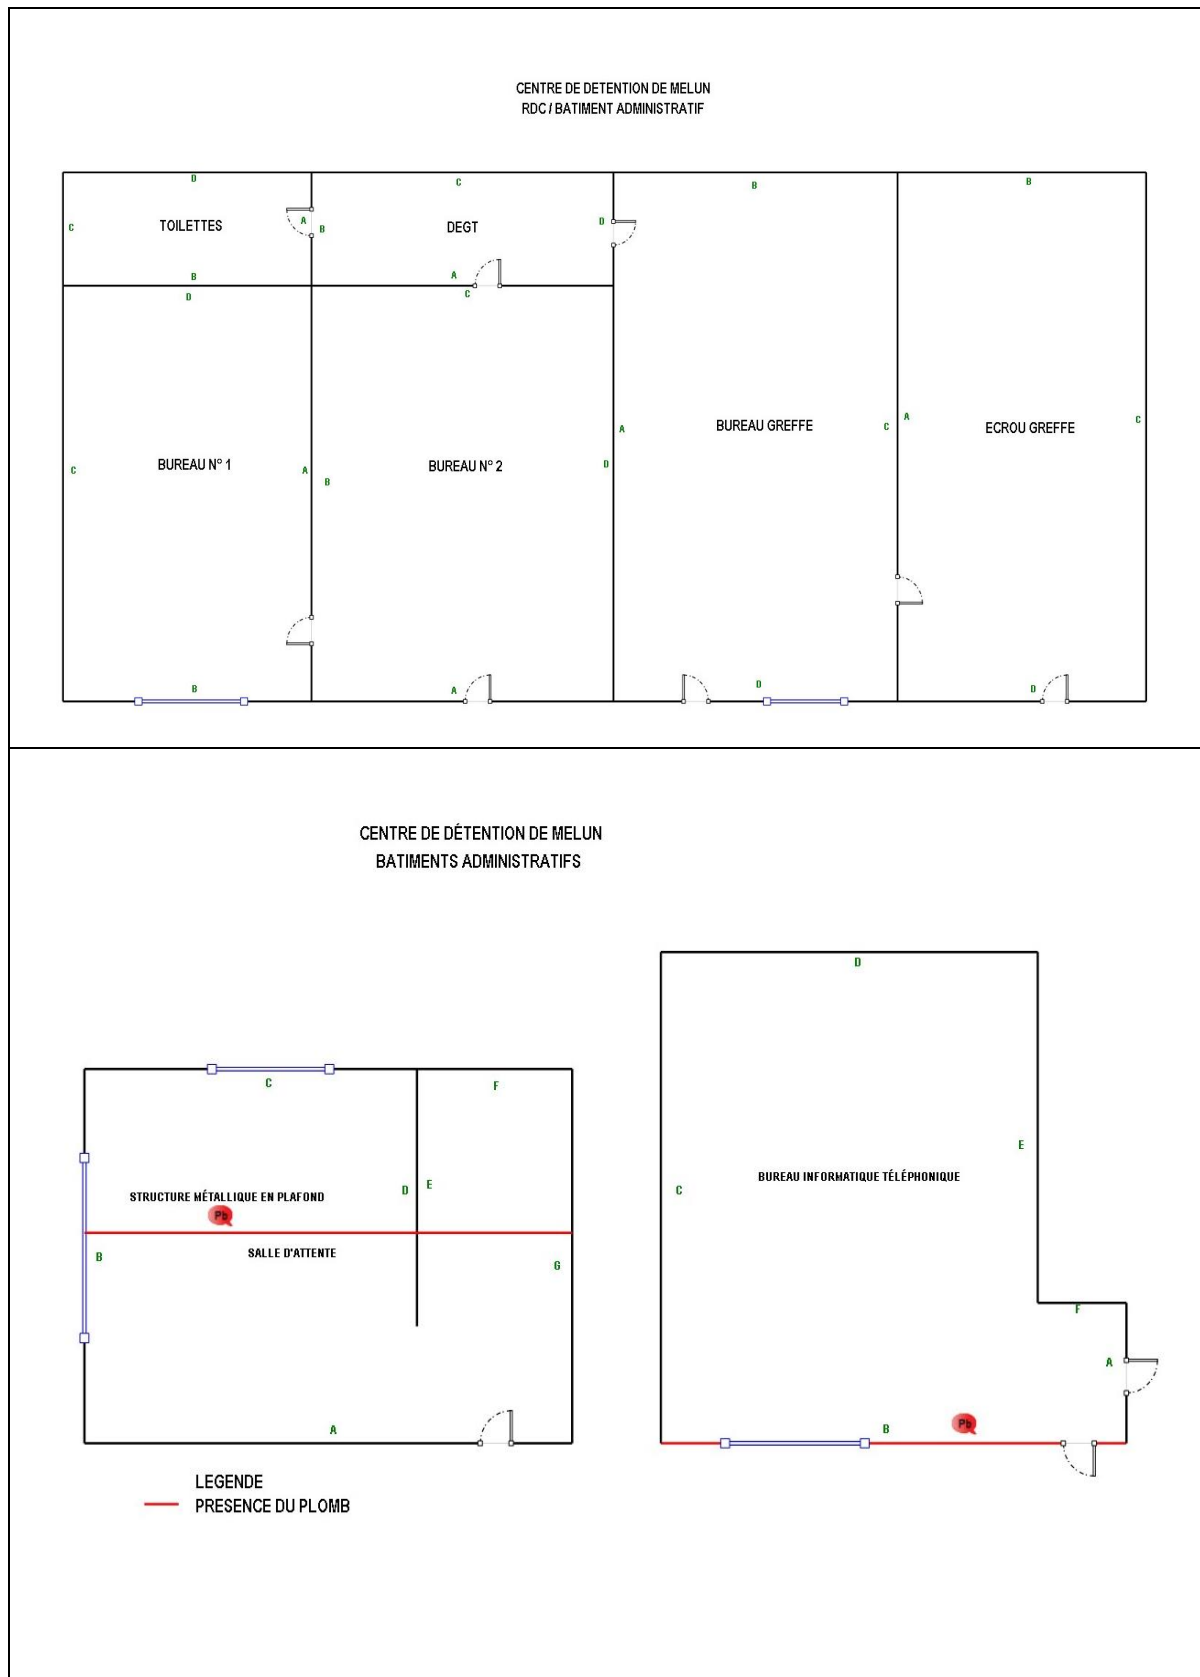 CENTRE DE DETENTION DE MELUN
RDC / BATIMENT ADMINISTRATIF
D
C
B
B
C
TOILETTES
A
B
DEGT
D
B
A
D
C
A
C
BUREAU N° 1
A
B
BUREAU N° 2
D
A
BUREAU GREFFE
C
A
ECROU GREFFE
C
B
A
D
D
CENTRE DE DÉTENTION DE MELUN
BATIMENTS ADMINISTRATIFS
C
F
STRUCTURE MÉTALLIQUE EN PLAFOND
D
E
Pb
B
SALLE D'ATTENTE
G
A
D
E
BUREAU INFORMATIQUE TÉLÉPHONIQUE
C
F
A
B
Pb
LEGENDE
PRESENCE DU PLOMB